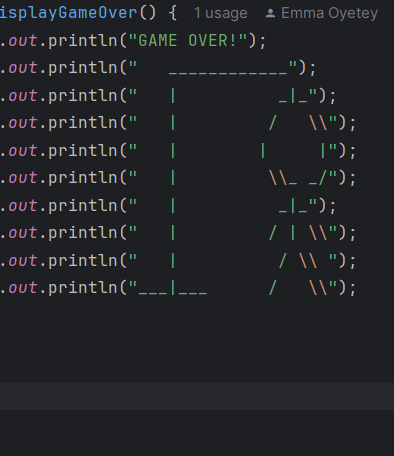 isplayGameOver() { 1 usage Emma Oyetey
.out.println("GAME OVER!");
.out.println("   ____________");
.out.println("   |          _|_");
.out.println("   |         /   \\");
.out.println("   |        |     |");
.out.println("   |         \\_ _/");
.out.println("   |          _|_");
.out.println("   |         / | \\");
.out.println("   |          / \\ ");
.out.println("___|___      /   \\");